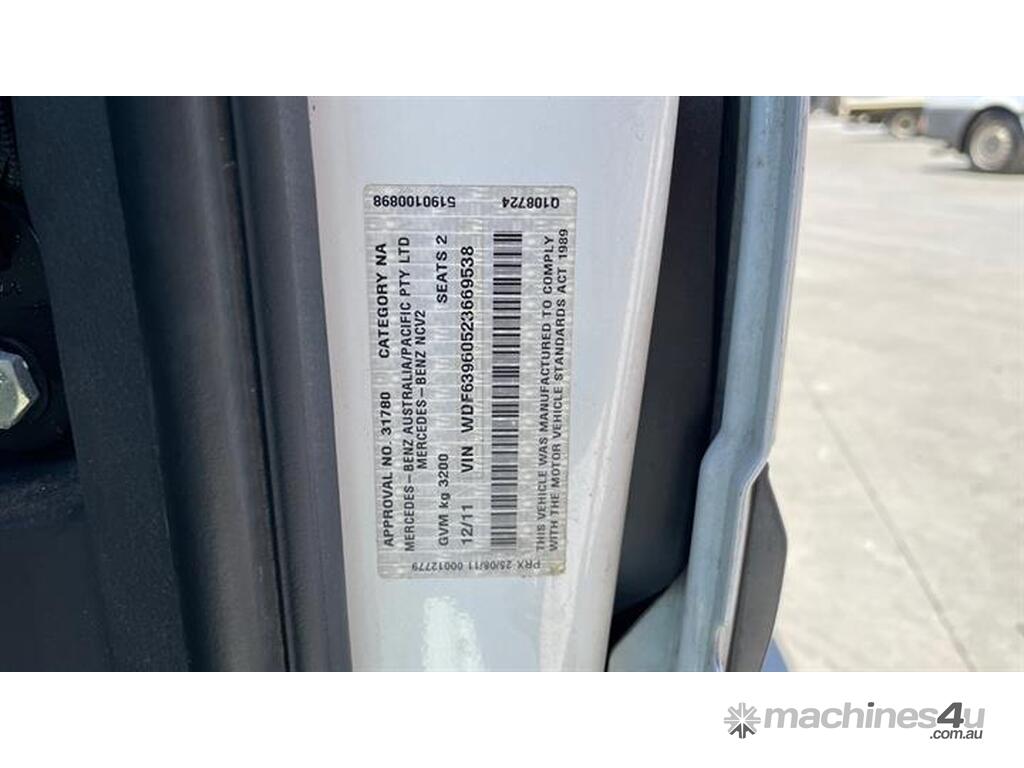 5190100898
Q108724
APPROVAL NO. 31780 CATEGORY NA
MERCEDES-BENZ AUSTRALIA/PACIFIC PTY LTD
MERCEDES-BENZ NCV2
GVM kg 3200 SEATS 2
12/11 VIN WDF63960523669538
THIS VEHICLE WAS MANUFACTURED TO COMPLY
WITH THE MOTOR VEHICLE STANDARDS ACT 1989
PRX 25/08/11 00012779
machines4u
.com.au